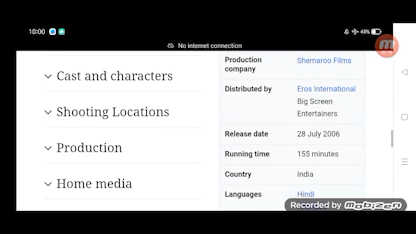 18:00
48%
No internet connection
Cast and characters
Shooting Locations
Production
Home media
Production company
Shemaroo Films
Distributed by
Eros International
Big Screen
Entertainers
Release date
28 July 2006
Running time
155 minutes
Country
India
Languages
Hindi
Recorded by MOBIZEN